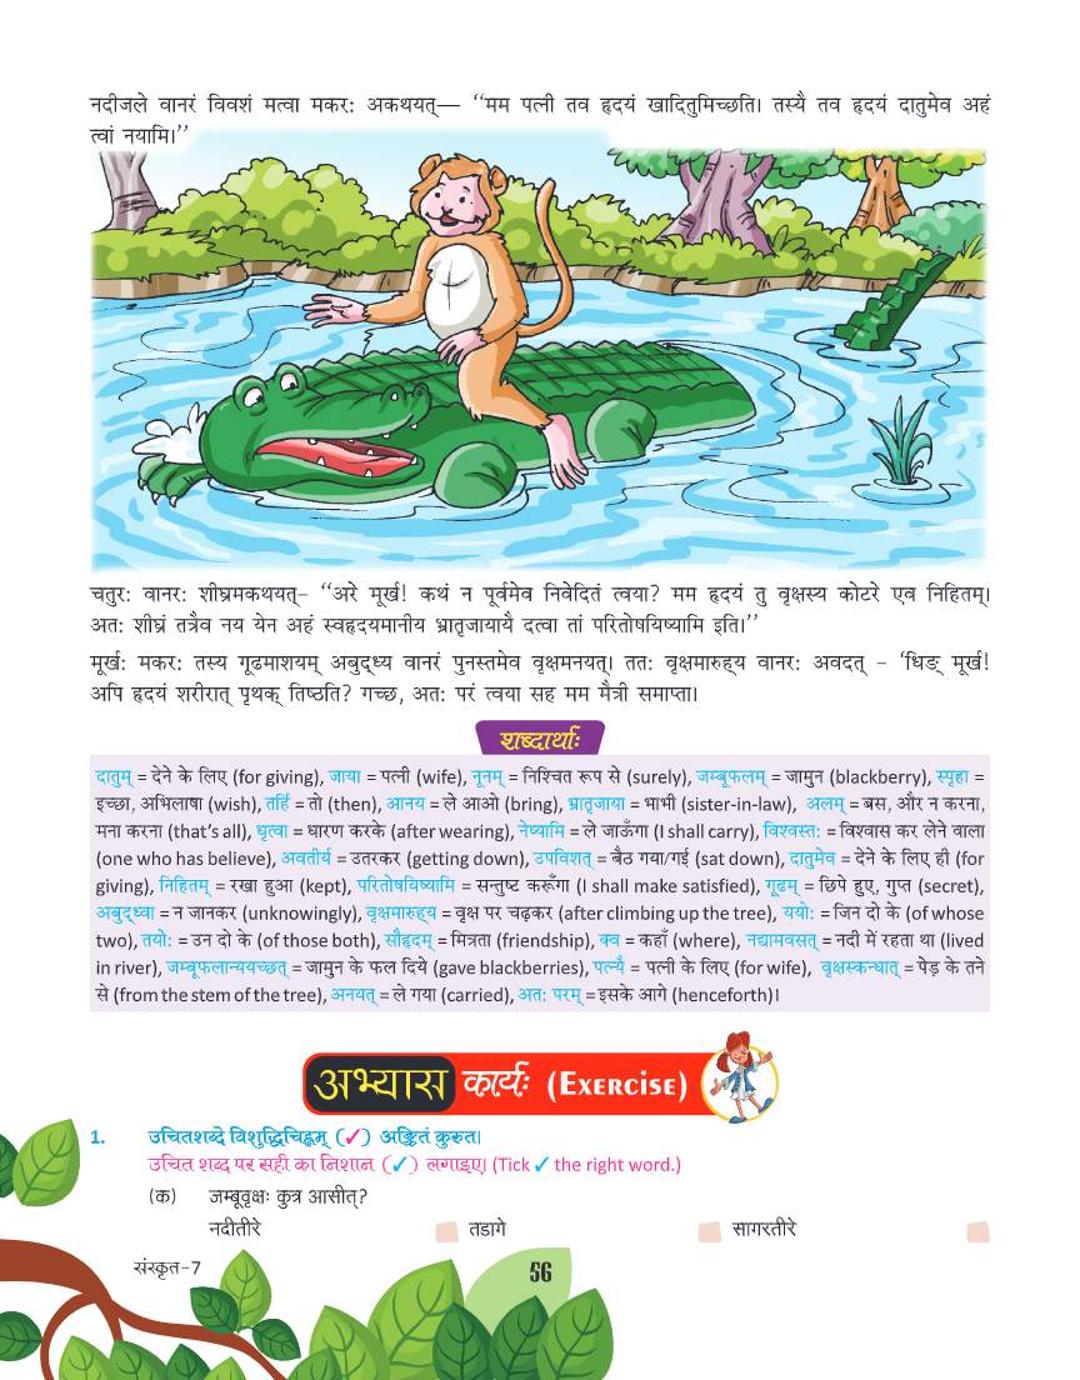 नदीजले वानरं विवशं मत्वा मकर: अकथयत्— ‘‘मम पत्नी तव हृदयं खादितुमिच्छति। तस्यै तव हृदयं दातुमेव अहं
त्वां नयामि।’’
चतुर: वानर: शीघ्रमकथयत्– ‘‘अरे मूर्ख! कथं न पूर्वमेव निवेदितं त्वया? मम हृदयं तु वृक्षस्य कोटरे एव निहितम्।
अत: शीघ्रं तत्रैव नय येन अहं स्वहृदयमानीय भ्रातृजायायै दत्वा तां परितोषयिष्यामि इति।’’
मूर्ख: मकर: तस्य गूढमाशयम् अबुद्ध्य वानरं पुनस्तमेव वृक्षमनयत्। तत: वृक्षमारुह्य वानर: अवदत् – ‘धिङ् मूर्ख!
अपि हृदयं शरीरात् पृथक् तिष्ठति? गच्छ, अत: परं त्वया सह मम मैत्री समाप्ता।
शब्दार्था:
दातुम् = देने के लिए (for giving), जाया = पत्नी (wife), नूनम् = निश्चित रूप से (surely), जम्बूफलम् = जामुन (blackberry), स्पृहा =
इच्छा, अभिलाषा (wish), तर्हि = तो (then), आनय = ले आओ (bring), भ्रातृजाया = भाभी (sister-in-law), अलम् = बस, और न करना,
मना करना (that’s all), धृत्वा = धारण करके (after wearing), नेष्यामि = ले जाऊँगा (I shall carry), विश्वस्त: = विश्वास कर लेने वाला
(one who has believe), अवतीर्य = उतरकर (getting down), उपविशत् = बैठ गया/गई (sat down), दातुमेव = देने के लिए ही (for
giving), निहितम् = रखा हुआ (kept), परितोषयिष्यामि = सन्तुष्ट करूँगा (I shall make satisfied), गूढम् = छिपे हुए, गुप्त (secret),
अबुद्ध्वा = न जानकर (unknowingly), वृक्षमारुह्य = वृक्ष पर चढ़कर (after climbing up the tree), ययो: = जिन दो के (of whose
two), तयो: = उन दो के (of those both), सौहृदम् = मित्रता (friendship), क्व = कहाँ (where), नद्यामवसत् = नदी में रहता था (lived
in river), जम्बूफलान्ययच्छत् = जामुन के फल दिये (gave blackberries), पत्न्यै = पत्नी के लिए (for wife), वृक्षस्कन्धात् = पेड़ के तने
से (from the stem of the tree), अनयत् = ले गया (carried), अत: परम् = इसके आगे (henceforth)।
अभ्यास कार्य: (Exercise)
1. उचितशब्दे विशुद्धिचिह्नम् (✓) अङ्कितं कुरुत।
उचित शब्द पर सही का निशान (✓) लगाइए। (Tick ✓ the right word.)
(क) जम्बूवृक्ष: कुत्र आसीत्?
नदीतीरे तडागे सागरतीरे
संस्कृत-7 56